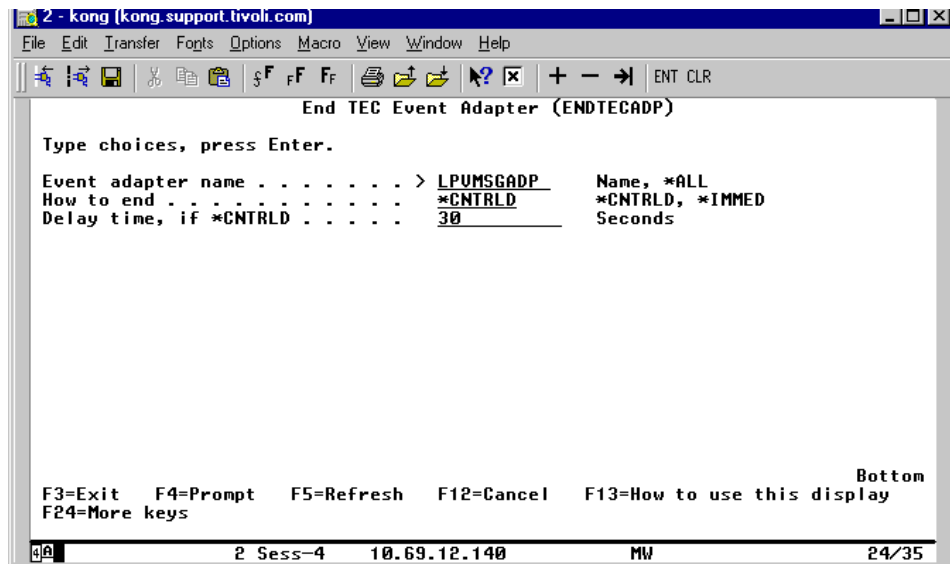 2 - kong (kong.support.tivoli.com)
File Edit Transfer Fonts Options Macro View Window Help
ENT CLR
End TEC Event Adapter (ENDTECADP)
Type choices, press Enter.
Event adapter name . . . . . . . > LPVMSGADP Name, *ALL
How to end . . . . . . . . . . . *CNTRLD *CNTRLD, *IMMED
Delay time, if *CNTRLD . . . . . 30 Seconds
Bottom
F3=Exit F4=Prompt F5=Refresh F12=Cancel F13=How to use this display
F24=More keys
4A 2 Sess-4 10.69.12.140 MW 24/35